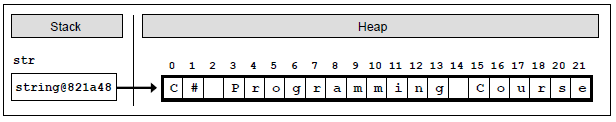 Stack Heap
str 0 1 2 3 4 5 6 7 8 9 10 11 12 13 14 15 16 17 18 20 21
string@821a48 C # P r o g r a m m i n g C o u r s e